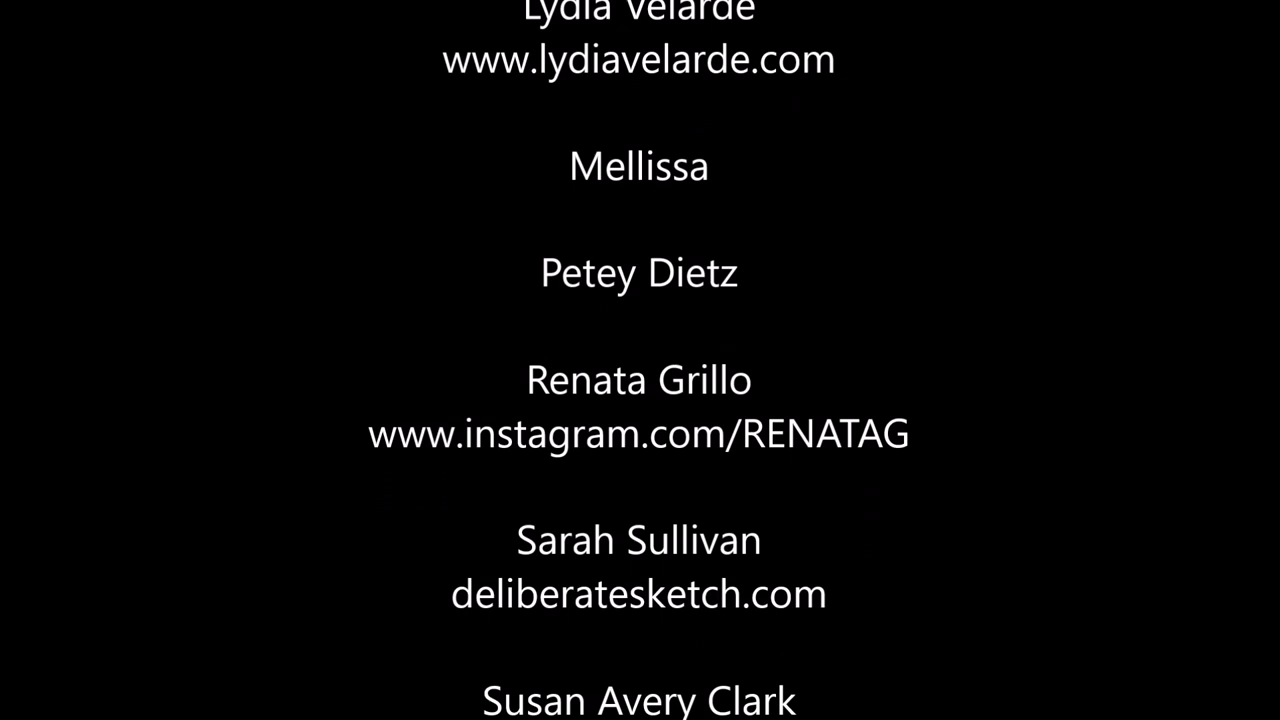 Lydia Velarde
www.lydiavelarde.com
Mellissa
Petey Dietz
Renata Grillo
www.instagram.com/RENATAG
Sarah Sullivan
deliberatesketch.com
Susan Avery Clark